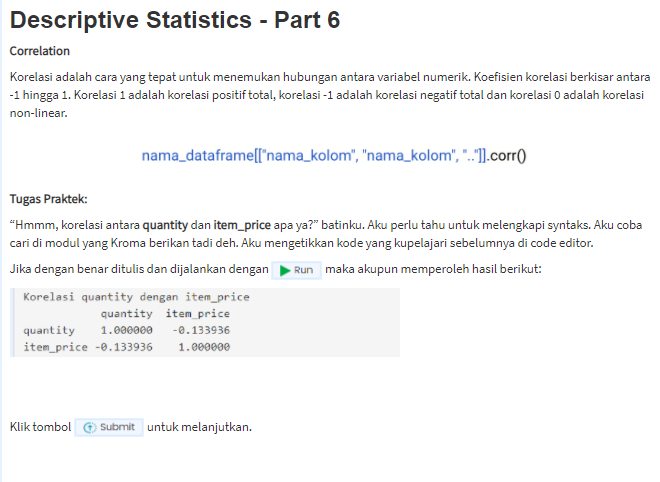 Descriptive Statistics - Part 6
Correlation
Korelasi adalah cara yang tepat untuk menemukan hubungan antara variabel numerik. Koefisien korelasi berkisar antara
-1 hingga 1. Korelasi 1 adalah korelasi positif total, korelasi -1 adalah korelasi negatif total dan korelasi 0 adalah korelasi
non-linear.
nama_dataframe[["nama_kolom", "nama_kolom", ".."]].corr()
Tugas Praktek:
“Hmmm, korelasi antara quantity dan item_price apa ya?” batinku. Aku perlu tahu untuk melengkapi syntaks. Aku coba
cari di modul yang Kroma berikan tadi deh. Aku mengetikkan kode yang kupelajari sebelumnya di code editor.
Jika dengan benar ditulis dan dijalankan dengan Run maka akupun memperoleh hasil berikut:
Korelasi quantity dengan item_price
quantity item_price
quantity 1.000000 -0.133936
item_price -0.133936 1.000000
Klik tombol Submit untuk melanjutkan.